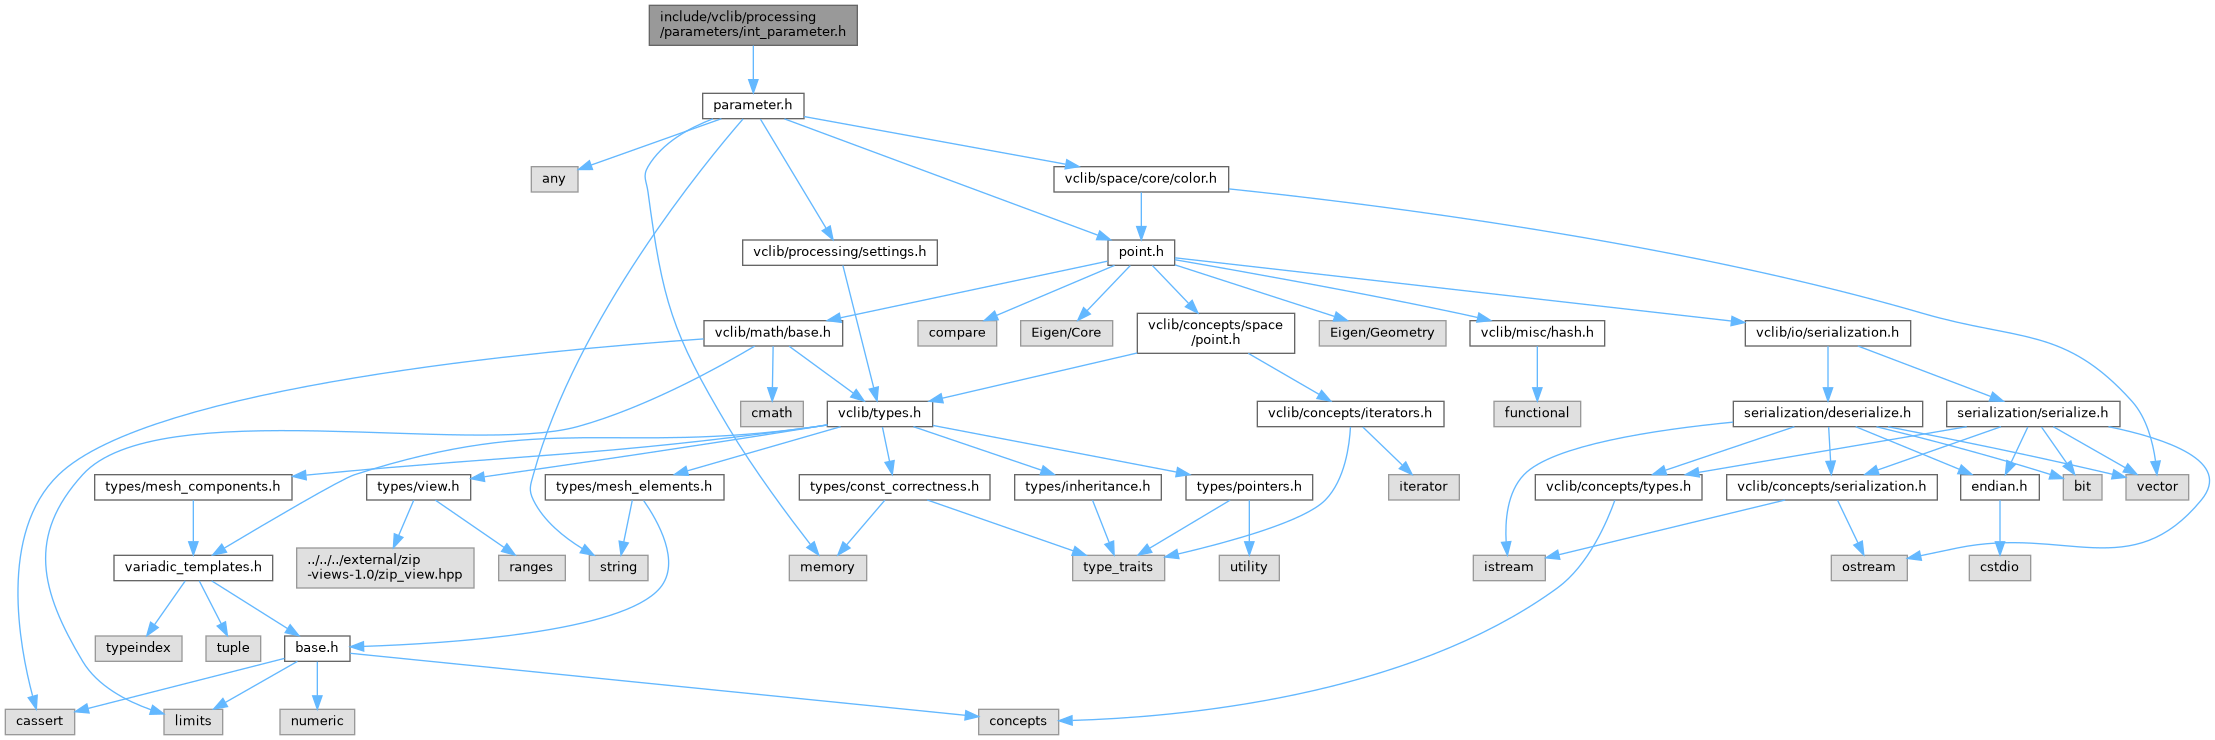 include/vclib/processing
/parameters/int_parameter.h
parameter.h
any
vclib/space/core/color.h
vclib/processing/settings.h
point.h
vclib/math/base.h
compare
Eigen/Core
vclib/concepts/space
/point.h
Eigen/Geometry
vclib/misc/hash.h
vclib/io/serialization.h
cmath
vclib/types.h
vclib/concepts/iterators.h
functional
serialization/deserialize.h
serialization/serialize.h
types/mesh_components.h
types/view.h
types/mesh_elements.h
types/const_correctness.h
types/inheritance.h
types/pointers.h
iterator
vclib/concepts/types.h
vclib/concepts/serialization.h
endian.h
bit
vector
variadic_templates.h
../../../external/zip
-views-1.0/zip_view.hpp
ranges
string
memory
type_traits
utility
istream
ostream
cstdio
typeindex
tuple
base.h
cassert
limits
numeric
concepts